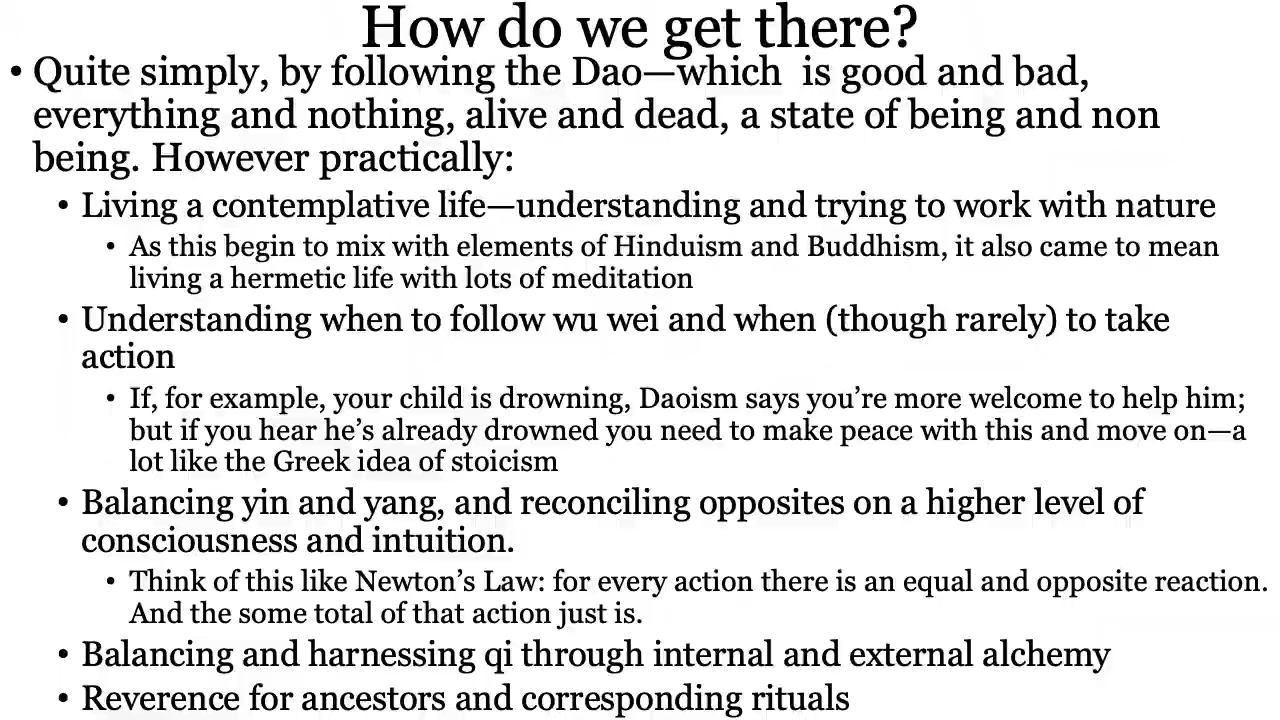 How do we get there?
• Quite simply, by following the Dao—which is good and bad,
everything and nothing, alive and dead, a state of being and non
being. However practically:
• Living a contemplative life—understanding and trying to work with nature
• As this begin to mix with elements of Hinduism and Buddhism, it also came to mean
living a hermetic life with lots of meditation
• Understanding when to follow wu wei and when (though rarely) to take
action
• If, for example, your child is drowning, Daoism says you’re more welcome to help him;
but if you hear he’s already drowned you need to make peace with this and move on—a
lot like the Greek idea of stoicism
• Balancing yin and yang, and reconciling opposites on a higher level of
consciousness and intuition.
• Think of this like Newton’s Law: for every action there is an equal and opposite reaction.
And the some total of that action just is.
• Balancing and harnessing qi through internal and external alchemy
• Reverence for ancestors and corresponding rituals